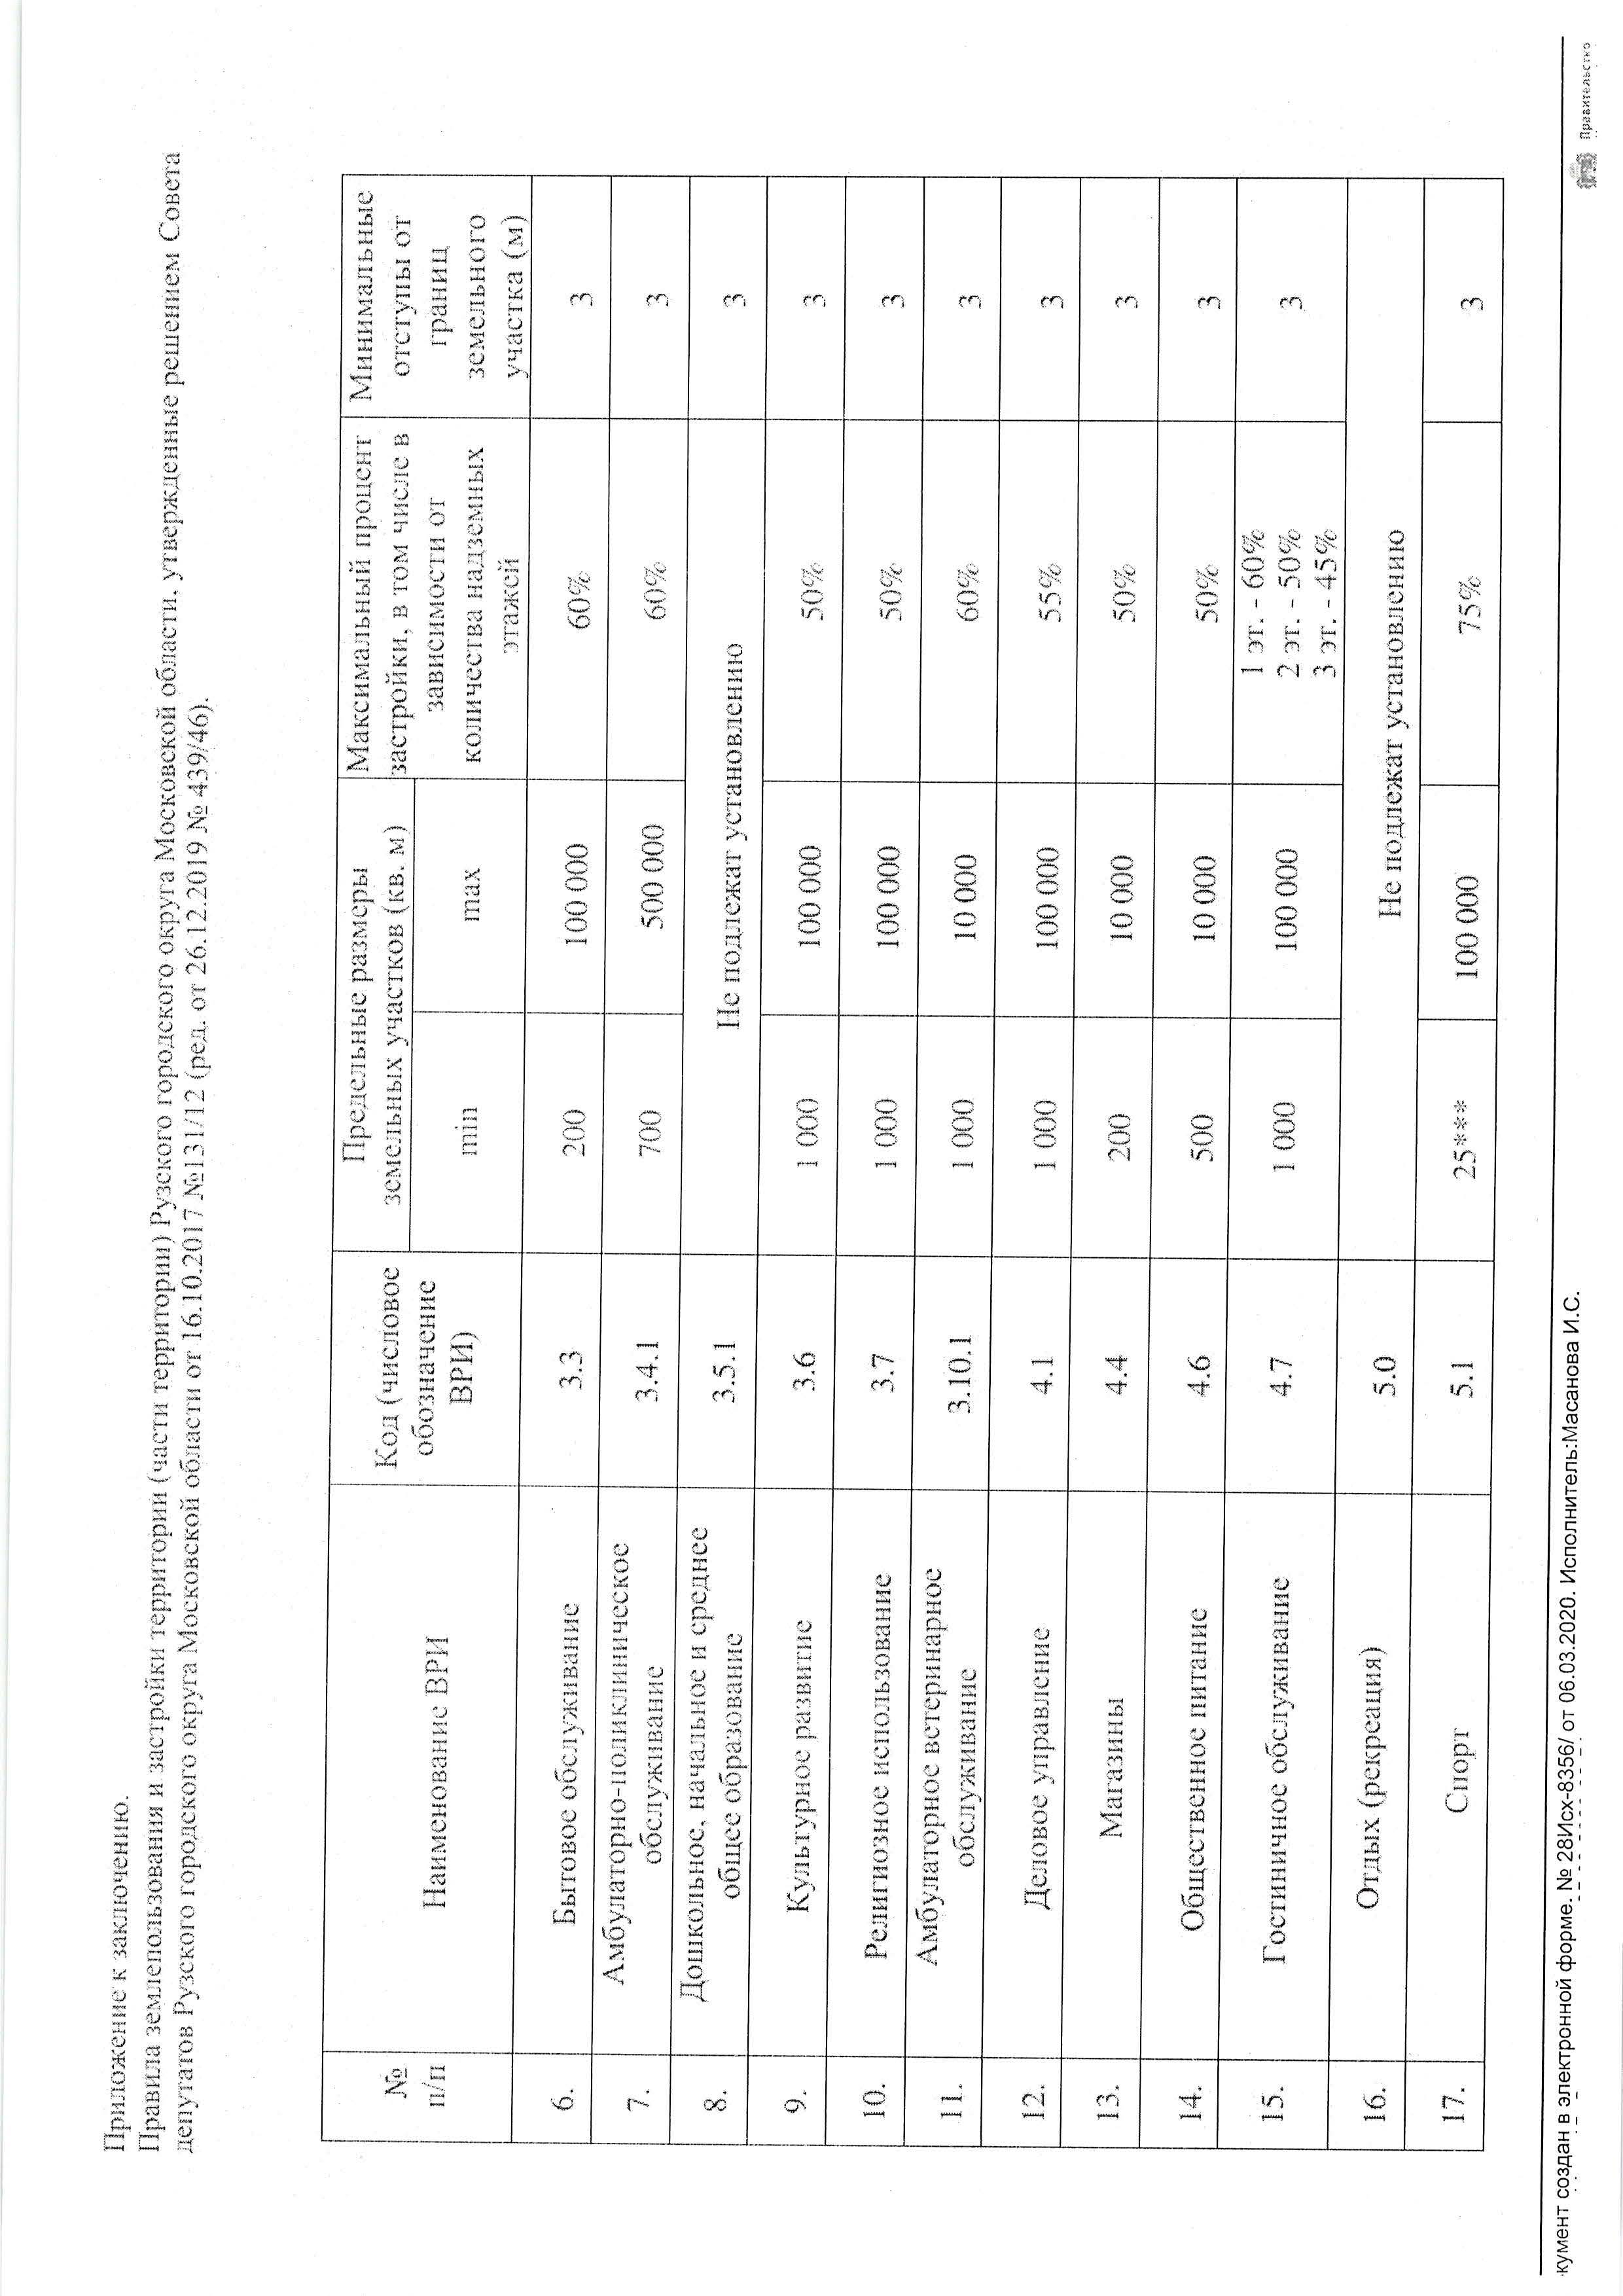 Приложение к заключению.
Правила землепользования и застройки территории (части территории) Рузского городского округа Московской области, утвержденные решением Совета
депутатов Рузского городского округа Московской области от 16.10.2017 №131/12 (ред. от 26.12.2019 № 439/46).
№ п/п
Наименование ВРИ
Код (числовое обозначение ВРИ)
Предельные размеры земельных участков (кв. м)
min
max
Максимальный процент застройки, в том числе в зависимости от количества надземных этажей
Минимальные отступы от границ земельного участка (м)
6. Бытовое обслуживание 3.3 200 100 000 60% 3
7. Амбулаторно-поликлиническое обслуживание 3.4.1 700 500 000 60% 3
8. Дошкольное, начальное и среднее общее образование 3.5.1 Не подлежат установлению 3
9. Культурное развитие 3.6 1 000 100 000 50% 3
10. Религиозное использование 3.7 1 000 100 000 50% 3
11. Амбулаторное ветеринарное обслуживание 3.10.1 1 000 10 000 60% 3
12. Деловое управление 4.1 1 000 100 000 55% 3
13. Магазины 4.4 200 10 000 50% 3
14. Общественное питание 4.6 500 10 000 50% 3
15. Гостиничное обслуживание 4.7 1 000 100 000 1 эт. - 60% 2 эт. - 50% 3 эт. - 45% 3
16. Отдых (рекреация) 5.0 Не подлежат установлению
17. Спорт 5.1 25*** 100 000 75% 3
кумент создан в электронной форме. № 28Исх-8356/ от 06.03.2020. Исполнитель:Масанова И.С.
Правительство